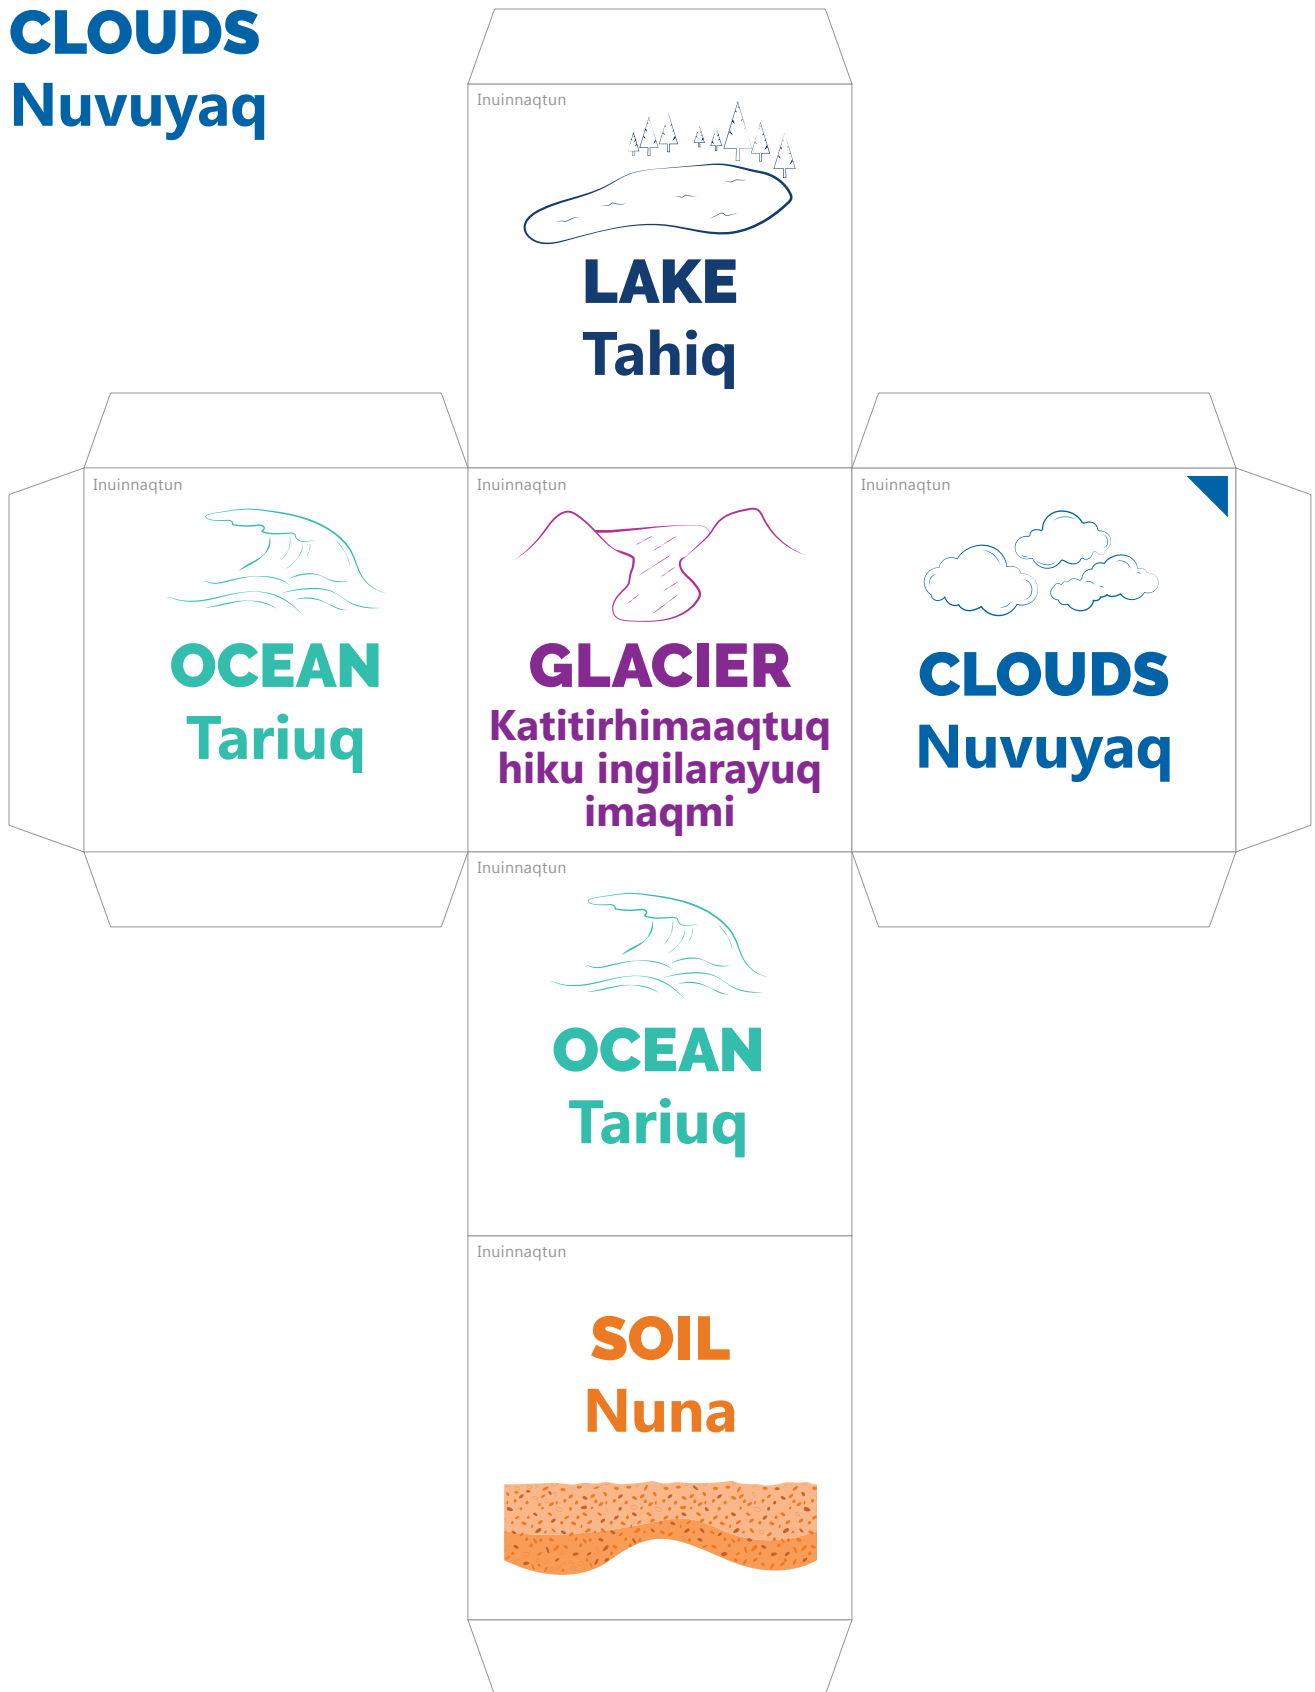 CLOUDS
Nuvuyaq
Inuinnaqtun
LAKE
Tahiq
Inuinnaqtun
OCEAN
Tariuq
Inuinnaqtun
GLACIER
Katitirhimaaqtuq
hiku ingilarayuq
imaqmi
Inuinnaqtun
CLOUDS
Nuvuyaq
Inuinnaqtun
OCEAN
Tariuq
Inuinnaqtun
SOIL
Nuna